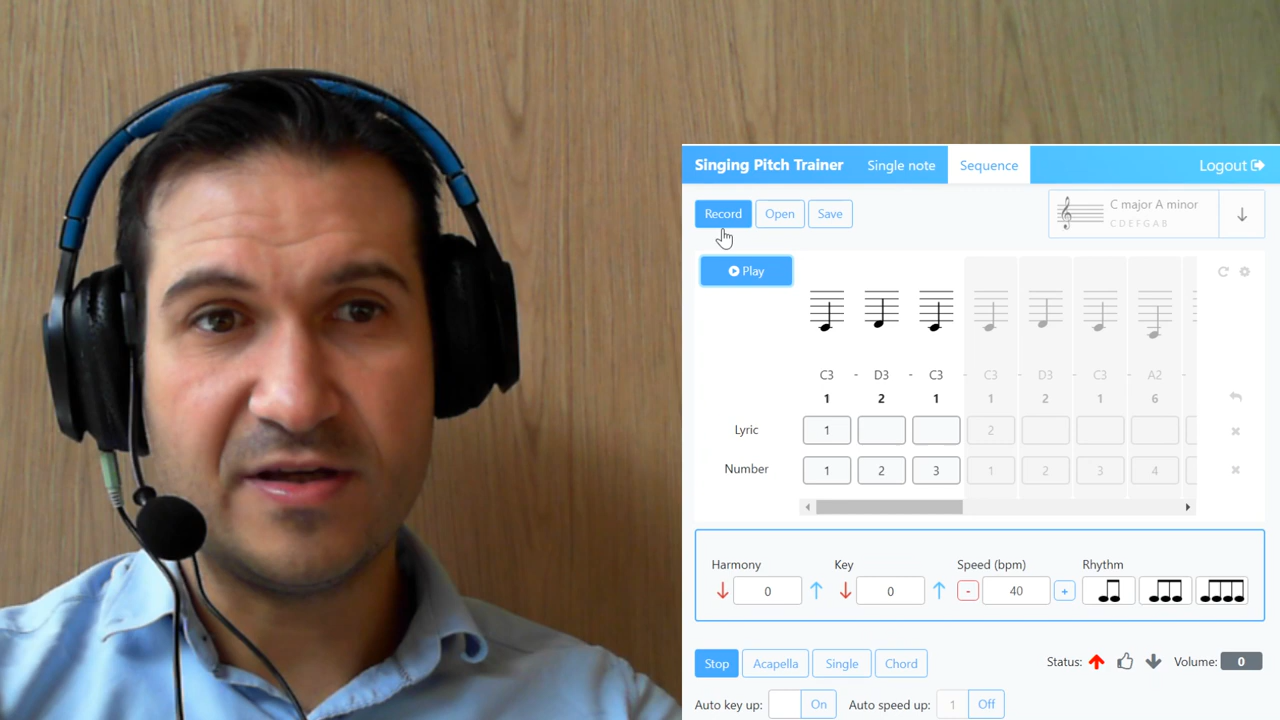 Singing Pitch Trainer Single note Sequence Logout
Record Open Save
C major A minor
C D E F G A B
Play
C3 - D3 - C3 - C3 - D3 - C3 - A2 -
1 2 1 1 2 1 6
Lyric 1 2
Number 1 2 3 1 2 3 4
Harmony Key Speed (bpm) Rhythm
0 0 - 40 +
Stop Acapella Single Chord Status: Volume: 0
Auto key up: On Auto speed up: 1 Off